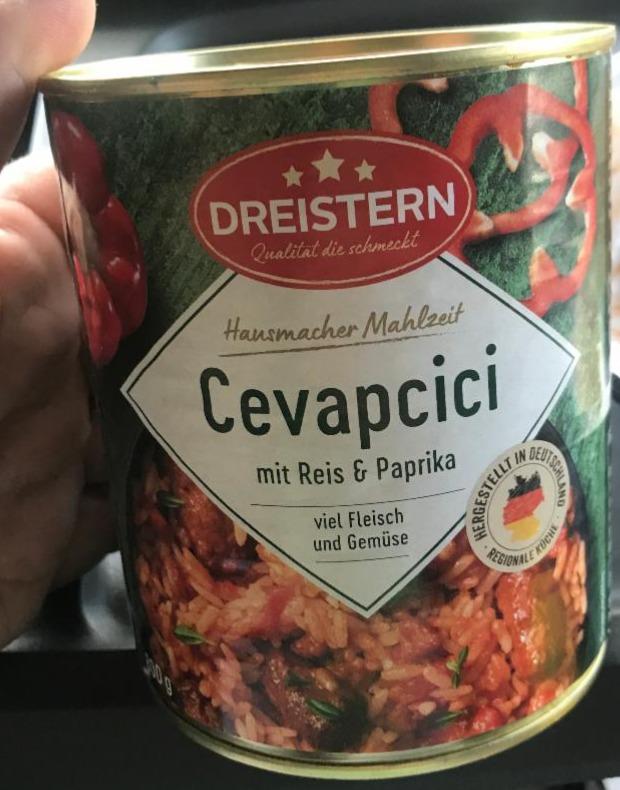 DREISTERN
Qualität die schmeckt
Hausmacher Mahlzeit
Cevapcici
mit Reis & Paprika
viel Fleisch
und Gemüse
HERGESTELLT IN DEUTSCHLAND
· REGIONALE KÜCHE ·